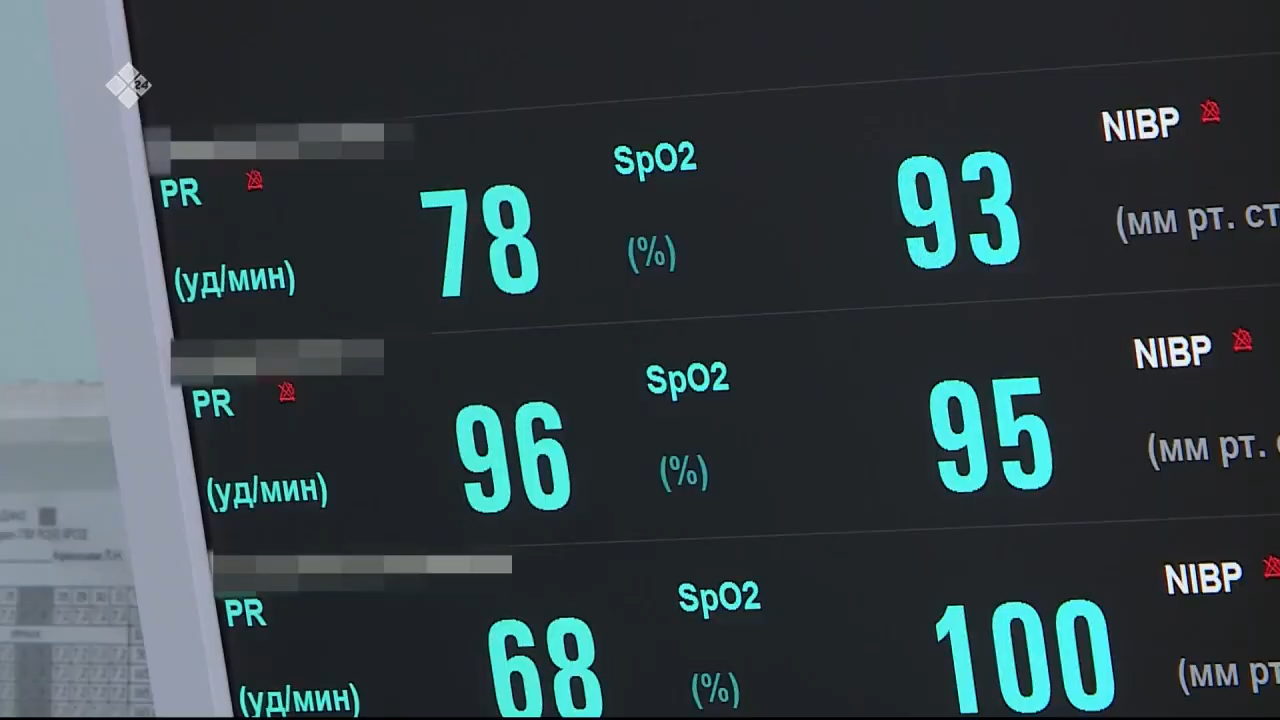 24
PR 78 SpO2 93 NIBP
(уд/мин) (%) (мм рт. ст
PR 96 SpO2 95 NIBP
(уд/мин) (%) (мм рт.
PR 68 SpO2 100 NIBP
(уд/мин) (%) (мм рт